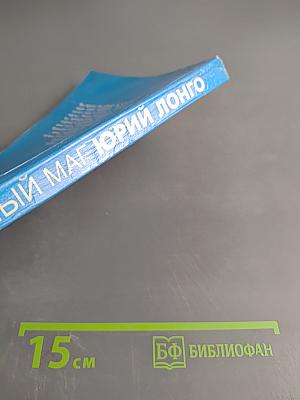 ЫЙ МАГ ЮРИЙ ЛОНГО
15 см
БФ БИБЛИОФАН